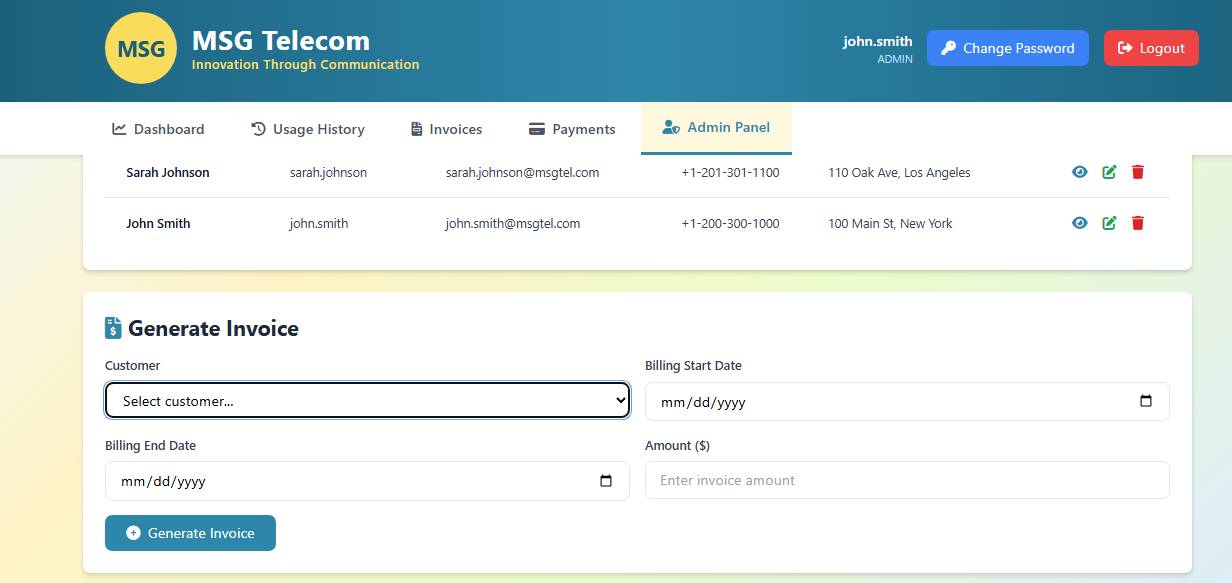 MSG
MSG Telecom
Innovation Through Communication
john.smith
ADMIN
Change Password
Logout
Dashboard
Usage History
Invoices
Payments
Admin Panel
Sarah Johnson sarah.johnson sarah.johnson@msgtel.com +1-201-301-1100 110 Oak Ave, Los Angeles
John Smith john.smith john.smith@msgtel.com +1-200-300-1000 100 Main St, New York
Generate Invoice
Customer
Select customer...
Billing Start Date
mm/dd/yyyy
Billing End Date
mm/dd/yyyy
Amount ($)
Enter invoice amount
Generate Invoice